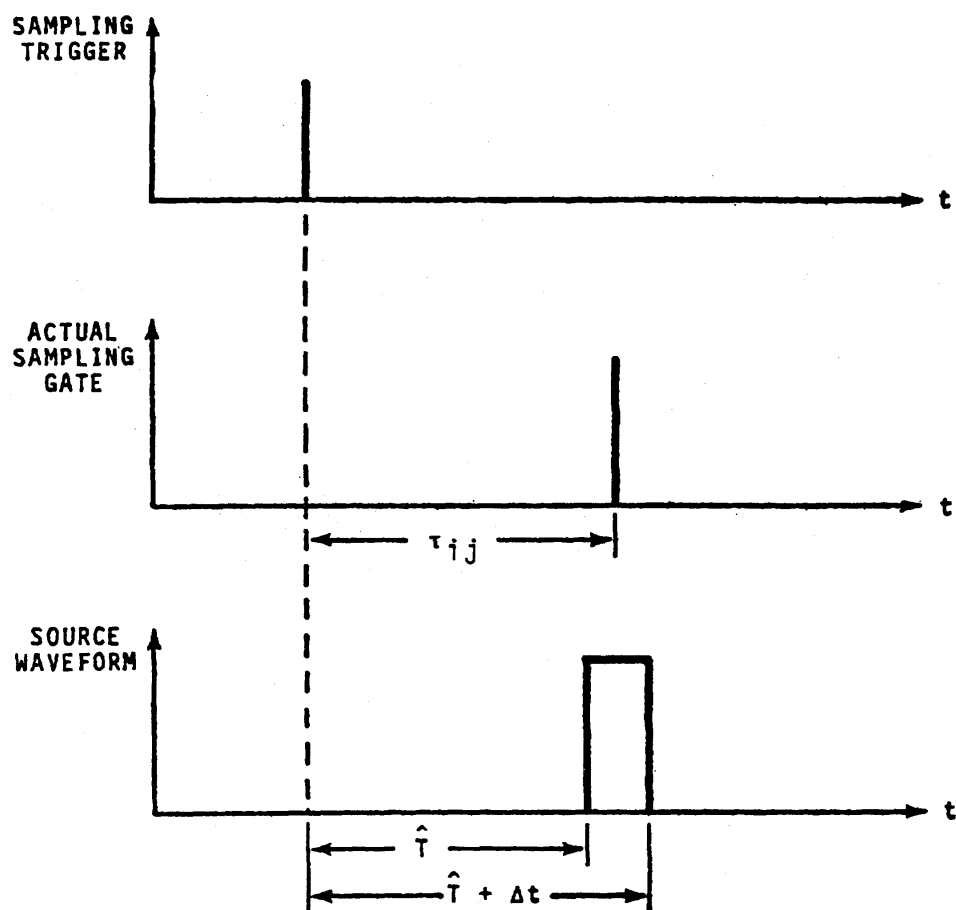 SAMPLING
TRIGGER
t
ACTUAL
SAMPLING
GATE
t
τij
SOURCE
WAVEFORM
t
T̂
T̂ + Δt